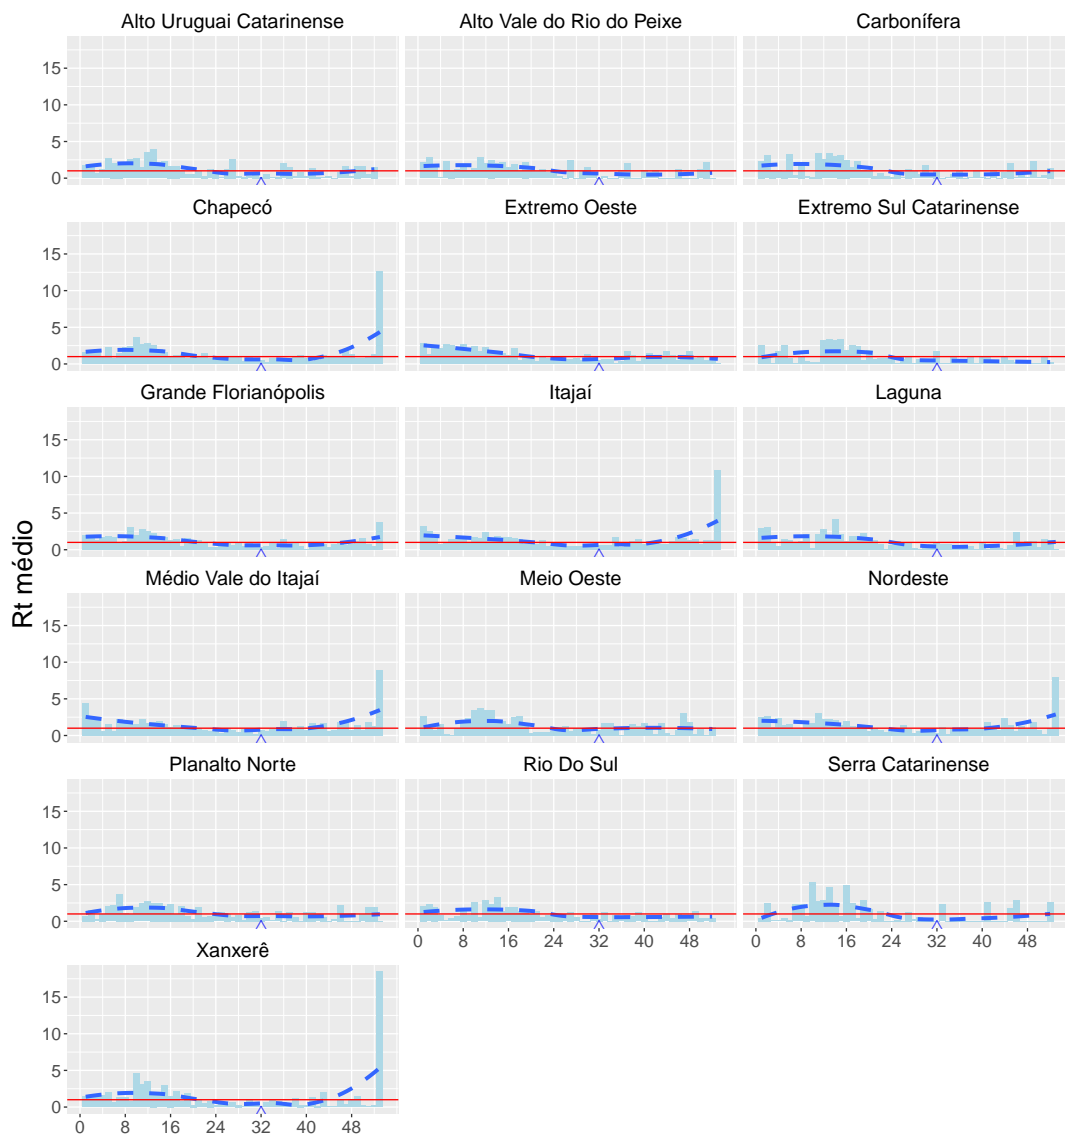 Alto Uruguai Catarinense Alto Vale do Rio do Peixe Carbonífera
15
10
5
0
Chapecó Extremo Oeste Extremo Sul Catarinense
15
10
5
0
Grande Florianópolis Itajaí Laguna
15
10
5
0
Rt médio
Médio Vale do Itajaí Meio Oeste Nordeste
15
10
5
0
Planalto Norte Rio Do Sul Serra Catarinense
15
10
5
0
0 8 16 24 32 40 48 0 8 16 24 32 40 48
Xanxerê
15
10
5
0
0 8 16 24 32 40 48